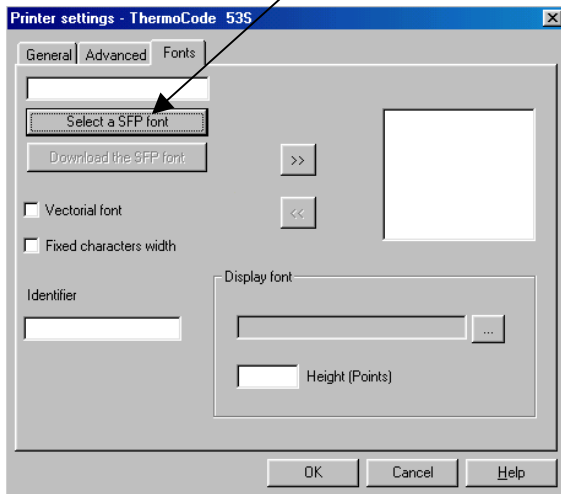 Printer settings - ThermoCode 53S
General Advanced Fonts
Select a SFP font
Download the SFP font
>>
<<
Vectorial font
Fixed characters width
Identifier
Display font
...
Height (Points)
OK Cancel Help